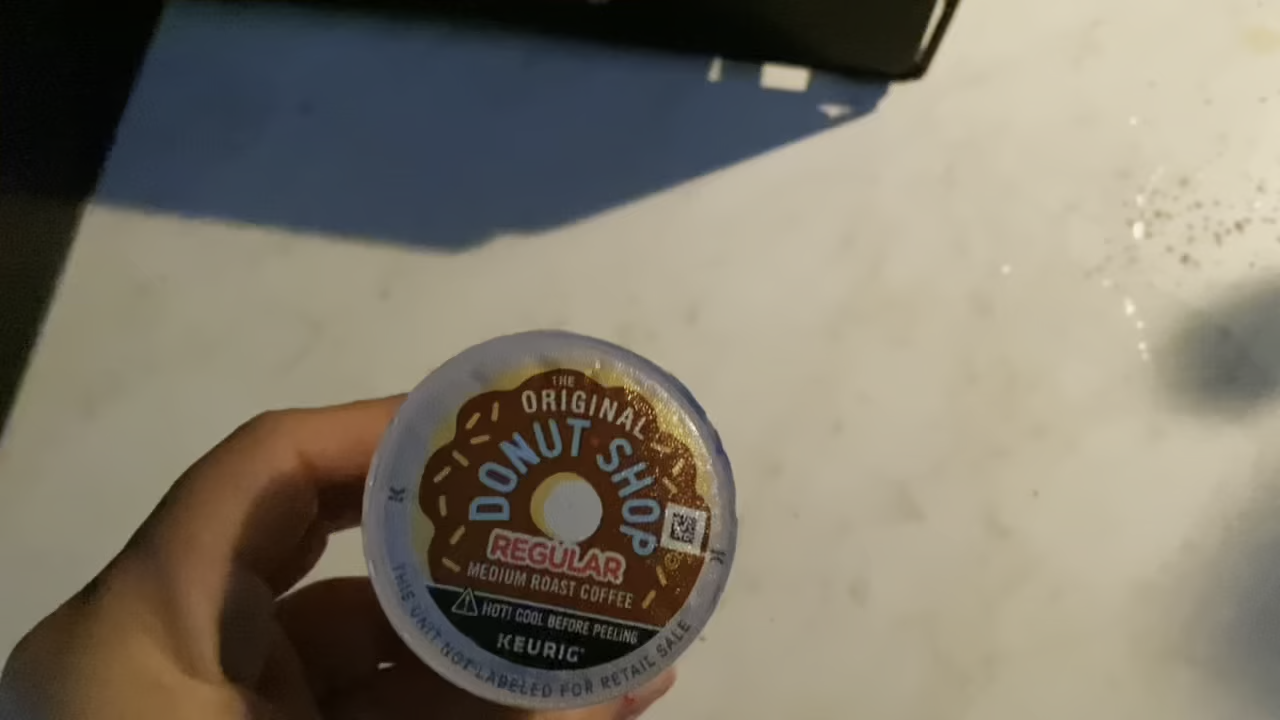 THE
ORIGINAL
DONUT SHOP
REGULAR
MEDIUM ROAST COFFEE
HOT! COOL BEFORE PEELING
KEURIG
THIS UNIT NOT LABELED FOR RETAIL SALE
K
K